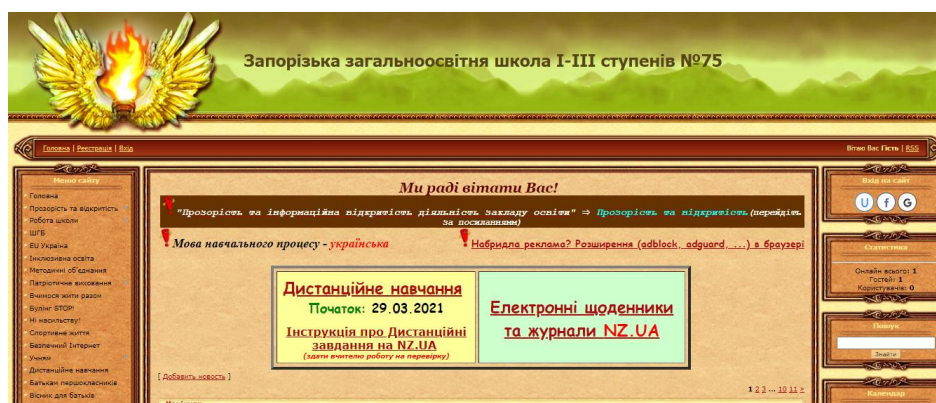 Запорізька загальноосвітня школа І-ІІІ ступенів №75
Головна | Реєстрація | Вхід
Вітаю Вас Гість | RSS
Меню сайту
Головна
Прозорість та відкритість
Робота школи
ШГБ
EU Україна
Інклюзивна освіта
Методичні об'єднання
Патріотичне виховання
Вчимося жити разом
Булінг STOP!
Ні насильству!
Спортивне життя
Безпечний Інтернет
Учням
Дистанційне навчання
Батькам першокласників
Вісник для батьків
Ми раді вітати Вас!
"Прозорість та інформаційна відкритість діяльність закладу освіти" ⇒ Прозорість та відкритість (перейдіть
за посиланням)
Мова навчального процесу - українська
Набридла реклама? Розширення (adblock, adguard, ...) в браузері
Дистанційне навчання
Початок: 29.03.2021
Інструкція про Дистанційні
завдання на NZ.UA
(здати вчителю роботу на перевірку)
Електронні щоденники
та журнали NZ.UA
[ Добавить новость ]
1 2 3 ... 10 11 »
Вхід на сайт
U f G
Статистика
Онлайн всього: 1
Гостей: 1
Користувачів: 0
Пошук
Знайти
Календар